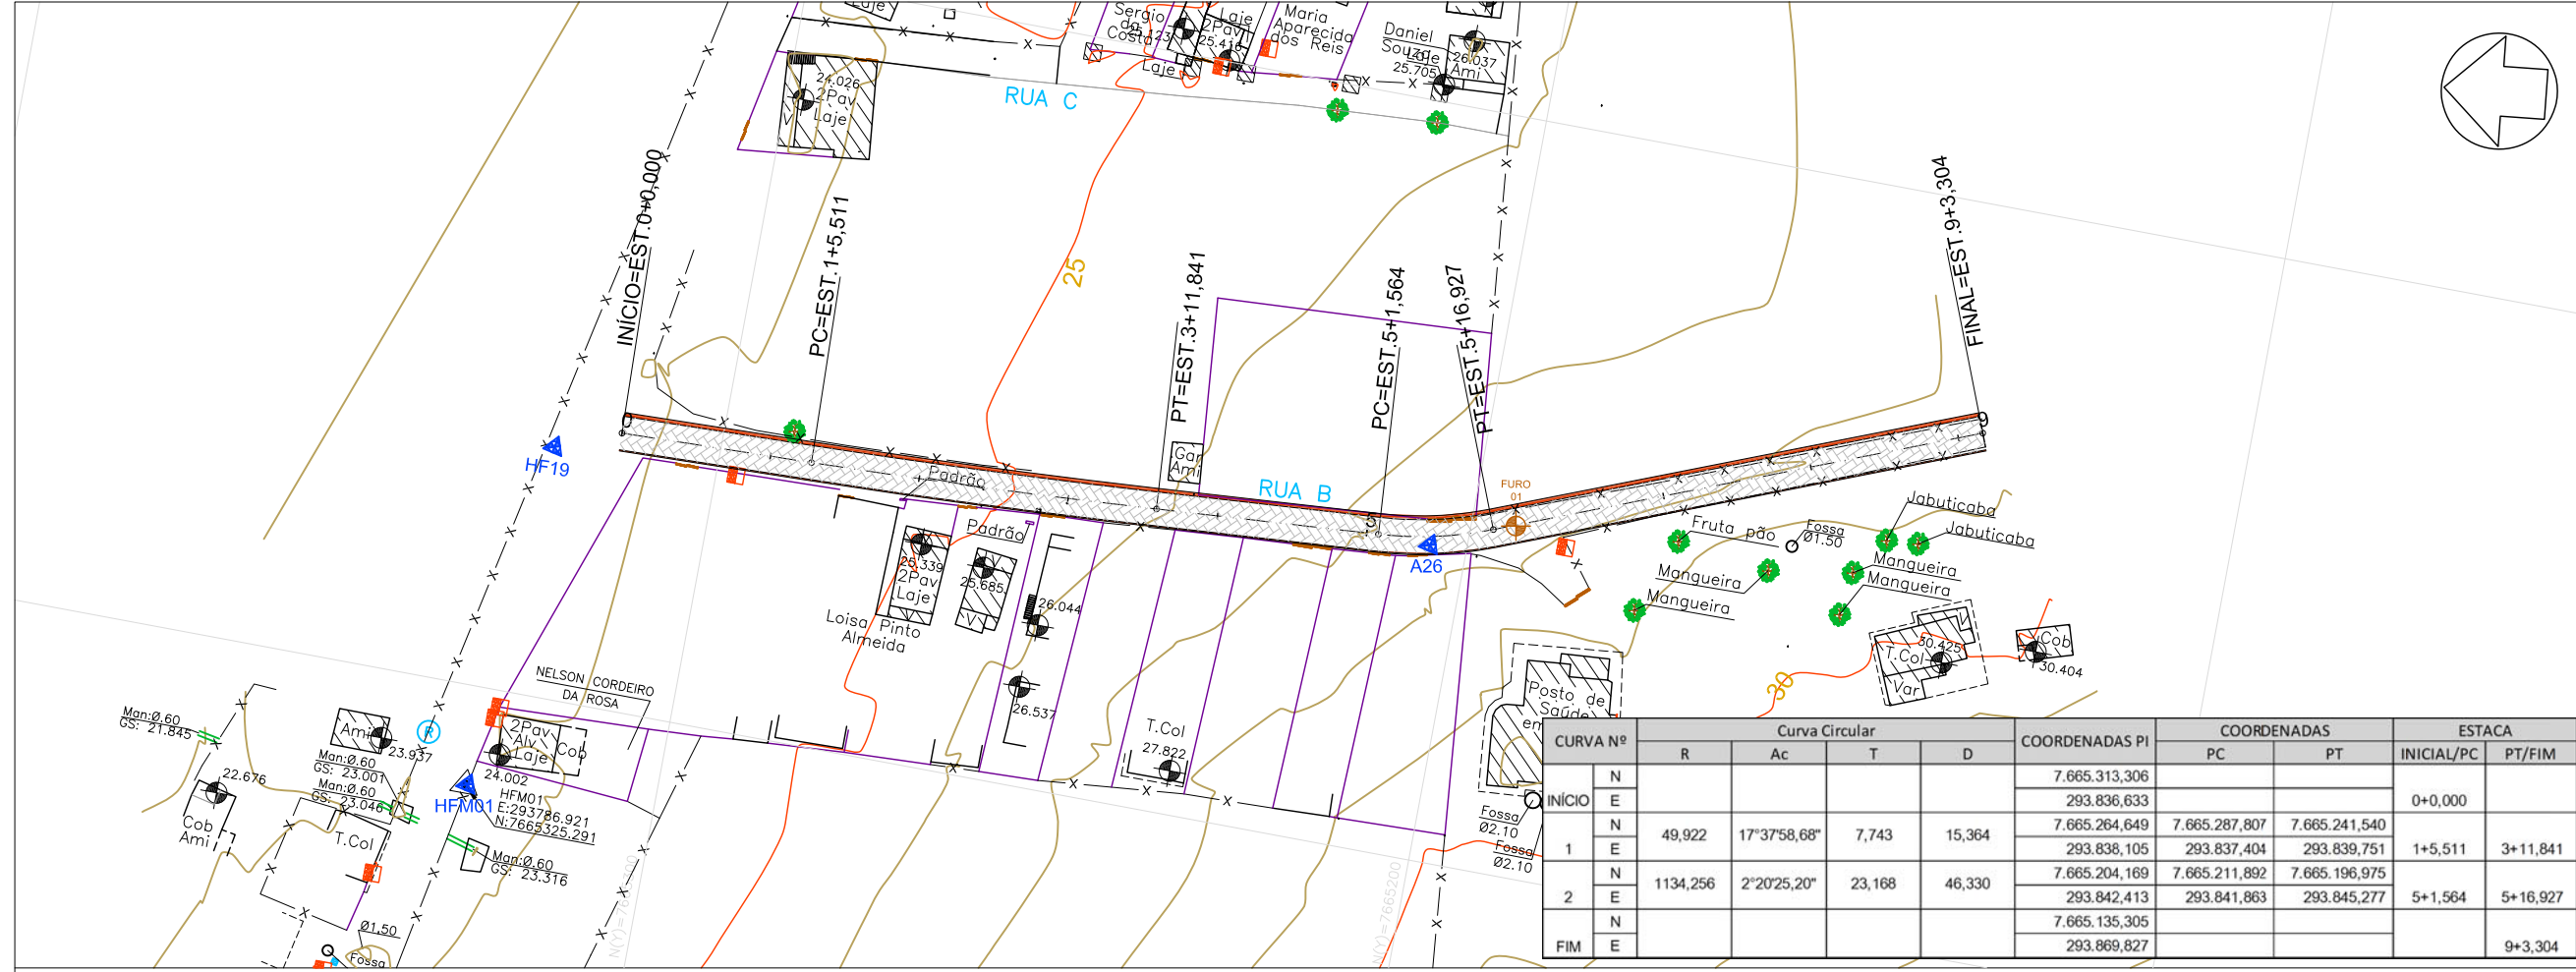 Laje
Sergio
da
Costa
Laje
2Pav
25.416
Maria
Aparecida
dos Reis
Daniel
Souza
Laje
25.705
26.037
Ami
Laje
24.026
2Pav
Laje
V
RUA C
INÍCIO=EST.0+0,000
PC=EST.1+5,511
25
PT=EST.3+11,841
PC=EST.5+1,564
PT=EST.5+16,927
FINAL=EST.9+3,304
0
9
HF19
Padrão
Gar
Ami
RUA B
5
FURO
01
A26
Padrão
25.339
2Pav
Laje
25.685
V
26.044
Loisa Pinto
Almeida
26.537
Fruta pão
Fossa
Ø1.50
Jabuticaba
Jabuticaba
Mangueira
Mangueira
Mangueira
Mangueira
30.425
T.Col
V
Var
Cob
30.404
30
NELSON CORDEIRO
DA ROSA
Man:Ø.60
GS: 21.845
Ami
23.937
R
2Pav
Alv
Laje
Cob
24.002
Man:Ø.60
GS: 23.001
Man:Ø.60
GS: 23.046
22.676
Cob
Ami
T.Col
HFM01
HFM01
E:293786.921
N:7665325.291
Man:Ø.60
GS: 23.316
Ø1,50
Fossa
T.Col
27.822
Posto de
Saúde
en
Fossa
Ø2.10
Fossa
Ø2.10
N(Y)=7665200
CURVA Nº Curva Circular COORDENADAS PI COORDENADAS ESTACA
R Ac T D PC PT INICIAL/PC PT/FIM
INÍCIO N 7.665.313,306
E 293.836,633 0+0,000
1 N 49,922 17°37'58,68" 7,743 15,364 7.665.264,649 7.665.287,807 7.665.241,540
E 293.838,105 293.837,404 293.839,751 1+5,511 3+11,841
2 N 1134,256 2°20'25,20" 23,168 46,330 7.665.204,169 7.665.211,892 7.665.196,975
E 293.842,413 293.841,863 293.845,277 5+1,564 5+16,927
FIM N 7.665.135,305
E 293.869,827 9+3,304